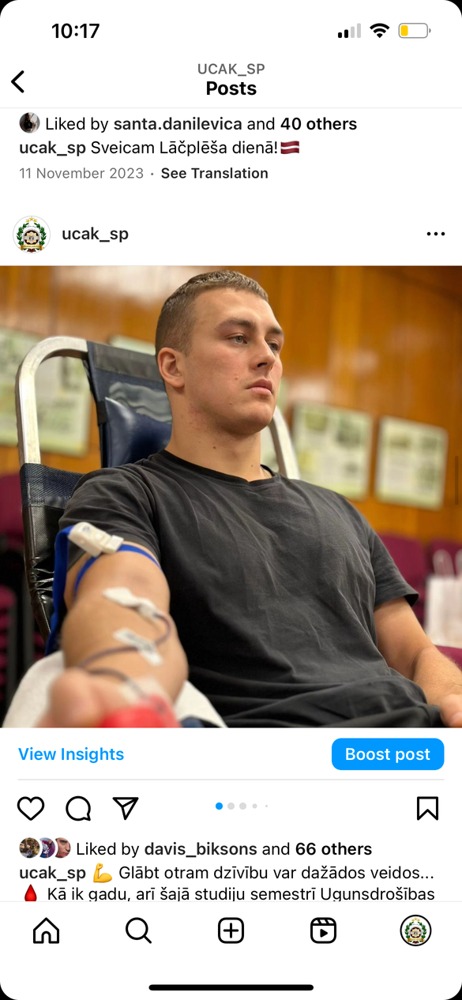 10:17
UCAK_SP
Posts
Liked by santa.danilevica and 40 others
ucak_sp Sveicam Lāčplēša dienā!🇱🇻
11 November 2023 · See Translation
ucak_sp
View Insights
Boost post
Liked by davis_biksons and 66 others
ucak_sp 💪 Glābt otram dzīvību var dažādos veidos...
🩸 Kā ik gadu, arī šajā studiju semestrī Ugunsdrošības